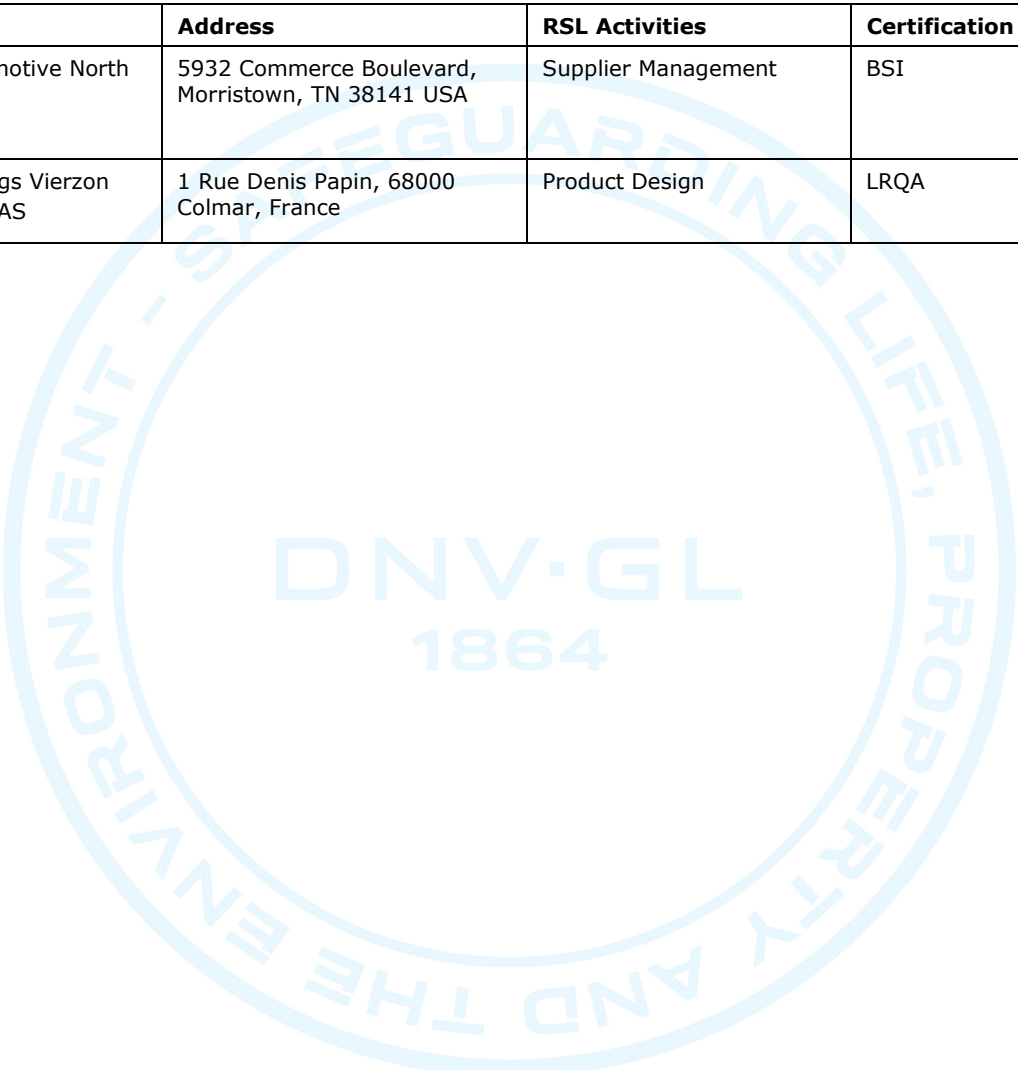 Address RSL Activities Certification
notive North 5932 Commerce Boulevard, Supplier Management BSI
Morristown, TN 38141 USA
gs Vierzon 1 Rue Denis Papin, 68000 Product Design LRQA
AS Colmar, France
SAFEGUARDING LIFE, PROPERTY AND THE ENVIRONMENT -
DNV·GL
1864